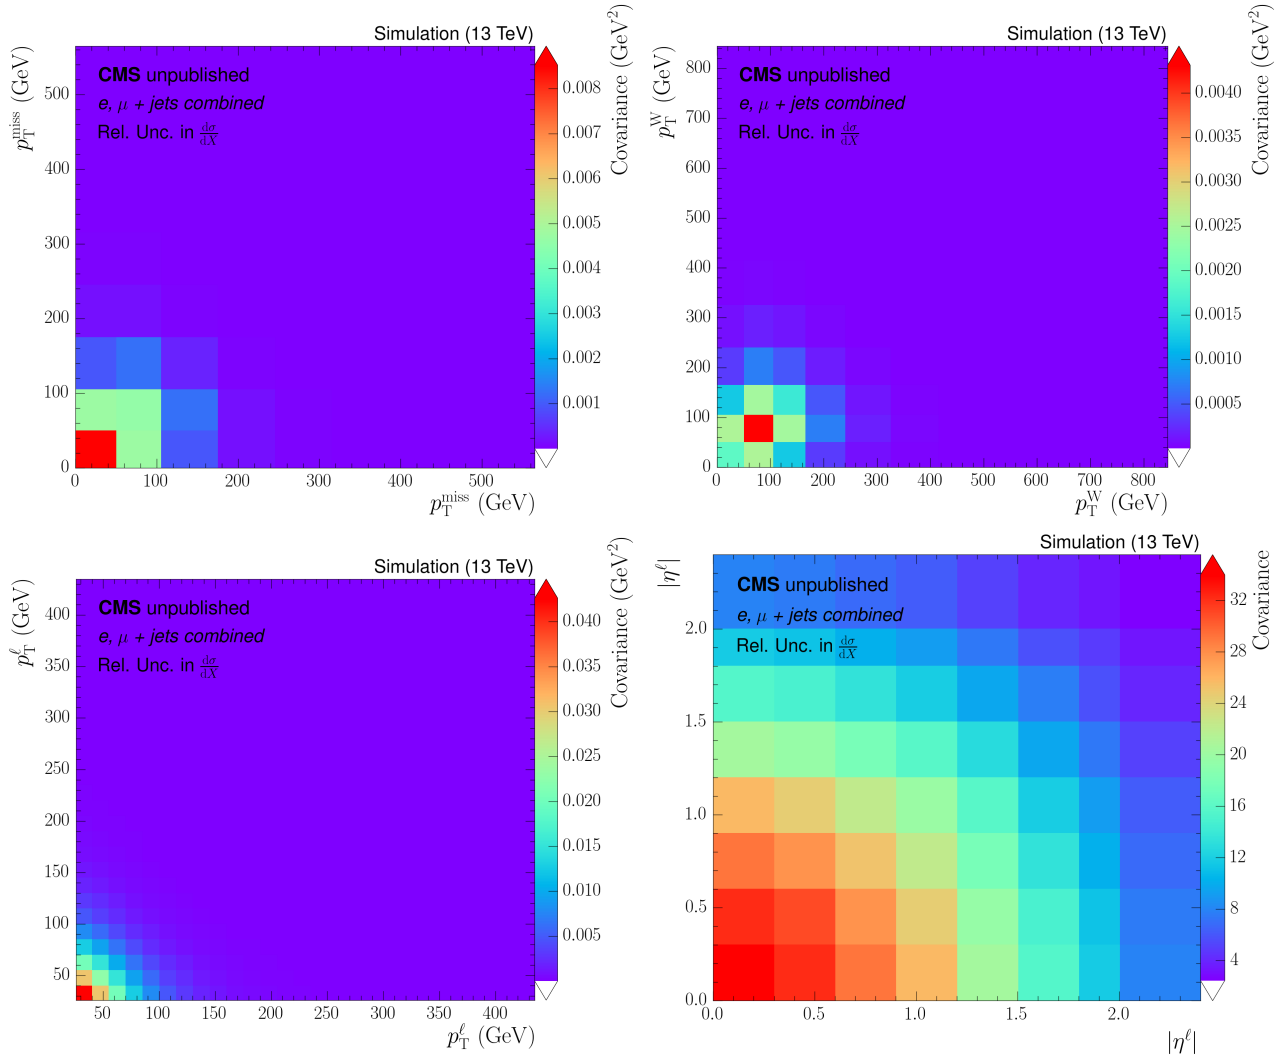 Simulation (13 TeV)
CMS unpublished
e, μ + jets combined
Rel. Unc. in dσ/dX
p_T^miss (GeV)
500
400
300
200
100
0
0 100 200 300 400 500
p_T^miss (GeV)
Covariance (GeV²)
0.008
0.007
0.006
0.005
0.004
0.003
0.002
0.001
Simulation (13 TeV)
CMS unpublished
e, μ + jets combined
Rel. Unc. in dσ/dX
p_T^W (GeV)
800
700
600
500
400
300
200
100
0
0 100 200 300 400 500 600 700 800
p_T^W (GeV)
Covariance (GeV²)
0.0040
0.0035
0.0030
0.0025
0.0020
0.0015
0.0010
0.0005
Simulation (13 TeV)
CMS unpublished
e, μ + jets combined
Rel. Unc. in dσ/dX
p_T^ℓ (GeV)
400
350
300
250
200
150
100
50
50 100 150 200 250 300 350 400
p_T^ℓ (GeV)
Covariance (GeV²)
0.040
0.035
0.030
0.025
0.020
0.015
0.010
0.005
Simulation (13 TeV)
CMS unpublished
e, μ + jets combined
Rel. Unc. in dσ/dX
|η^ℓ|
2.0
1.5
1.0
0.5
0.0
0.0 0.5 1.0 1.5 2.0
|η^ℓ|
Covariance
32
28
24
20
16
12
8
4